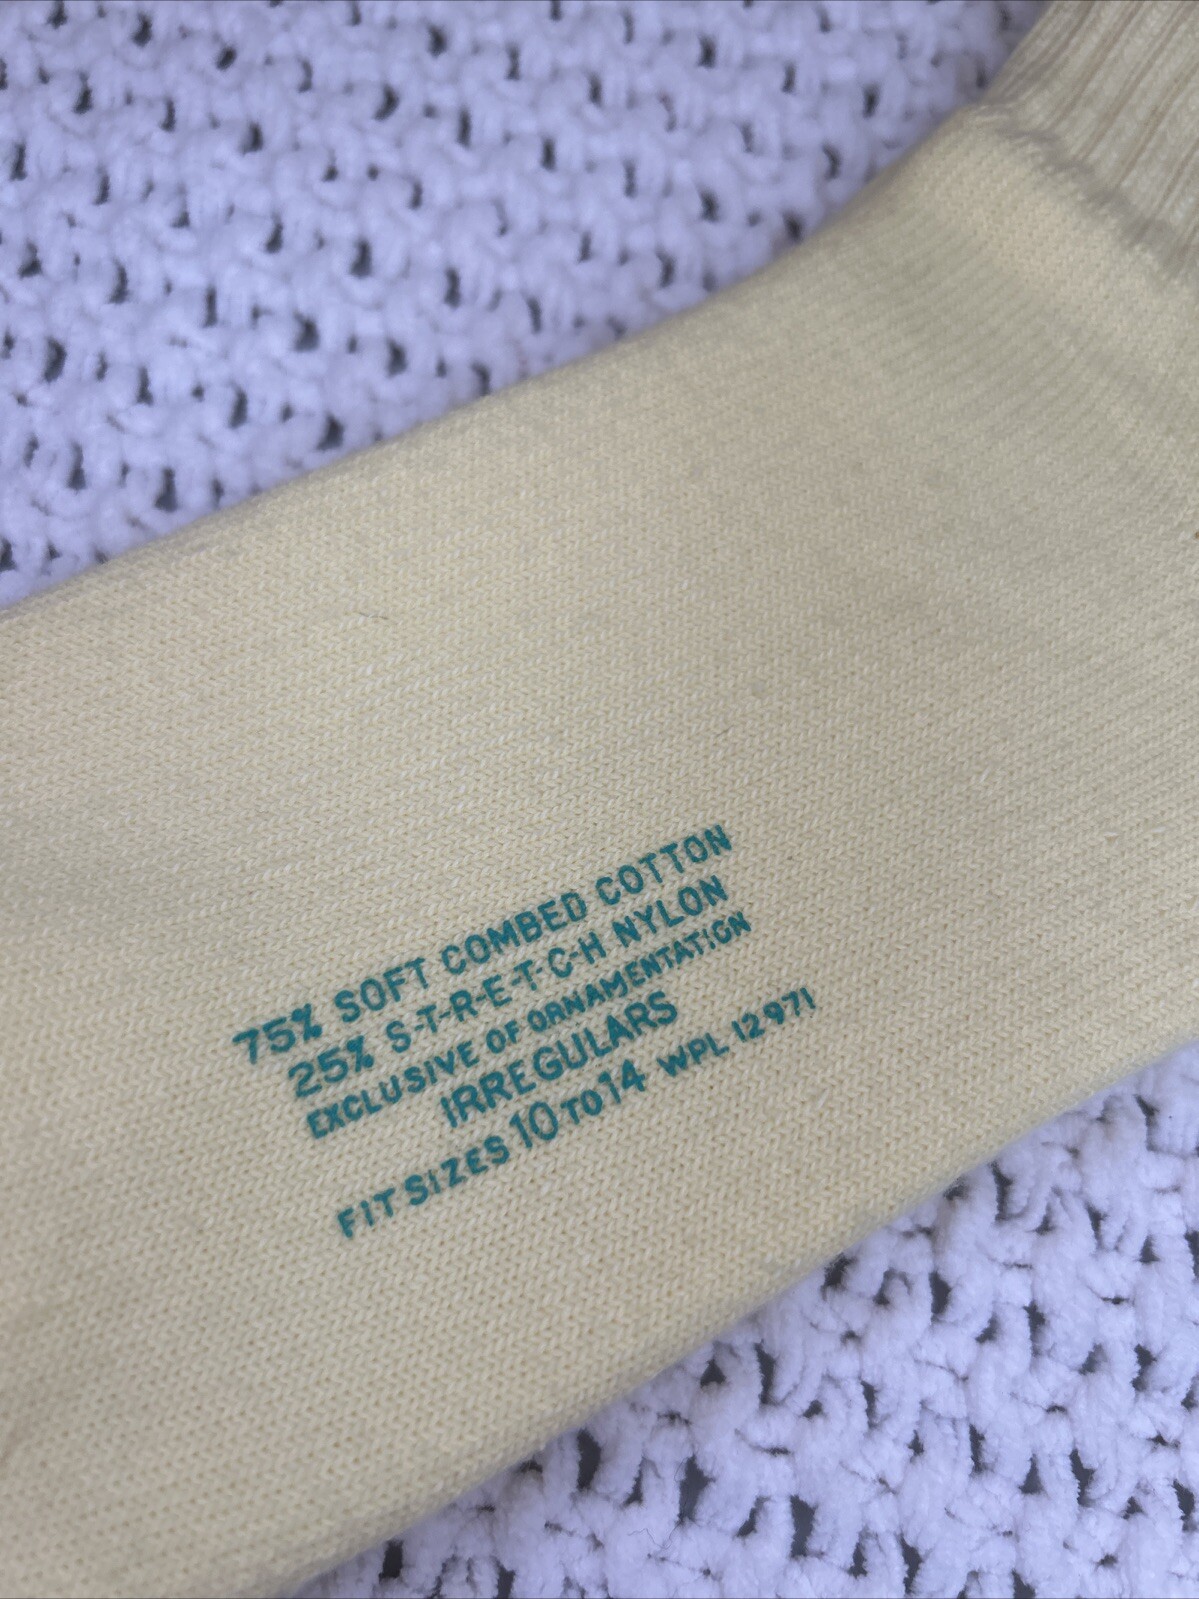 75% SOFT COMBED COTTON
25% S-T-R-E-T-C-H NYLON
EXCLUSIVE OF ORNAMENTATION
IRREGULARS
FIT SIZES 10 TO 14 WPL 12971